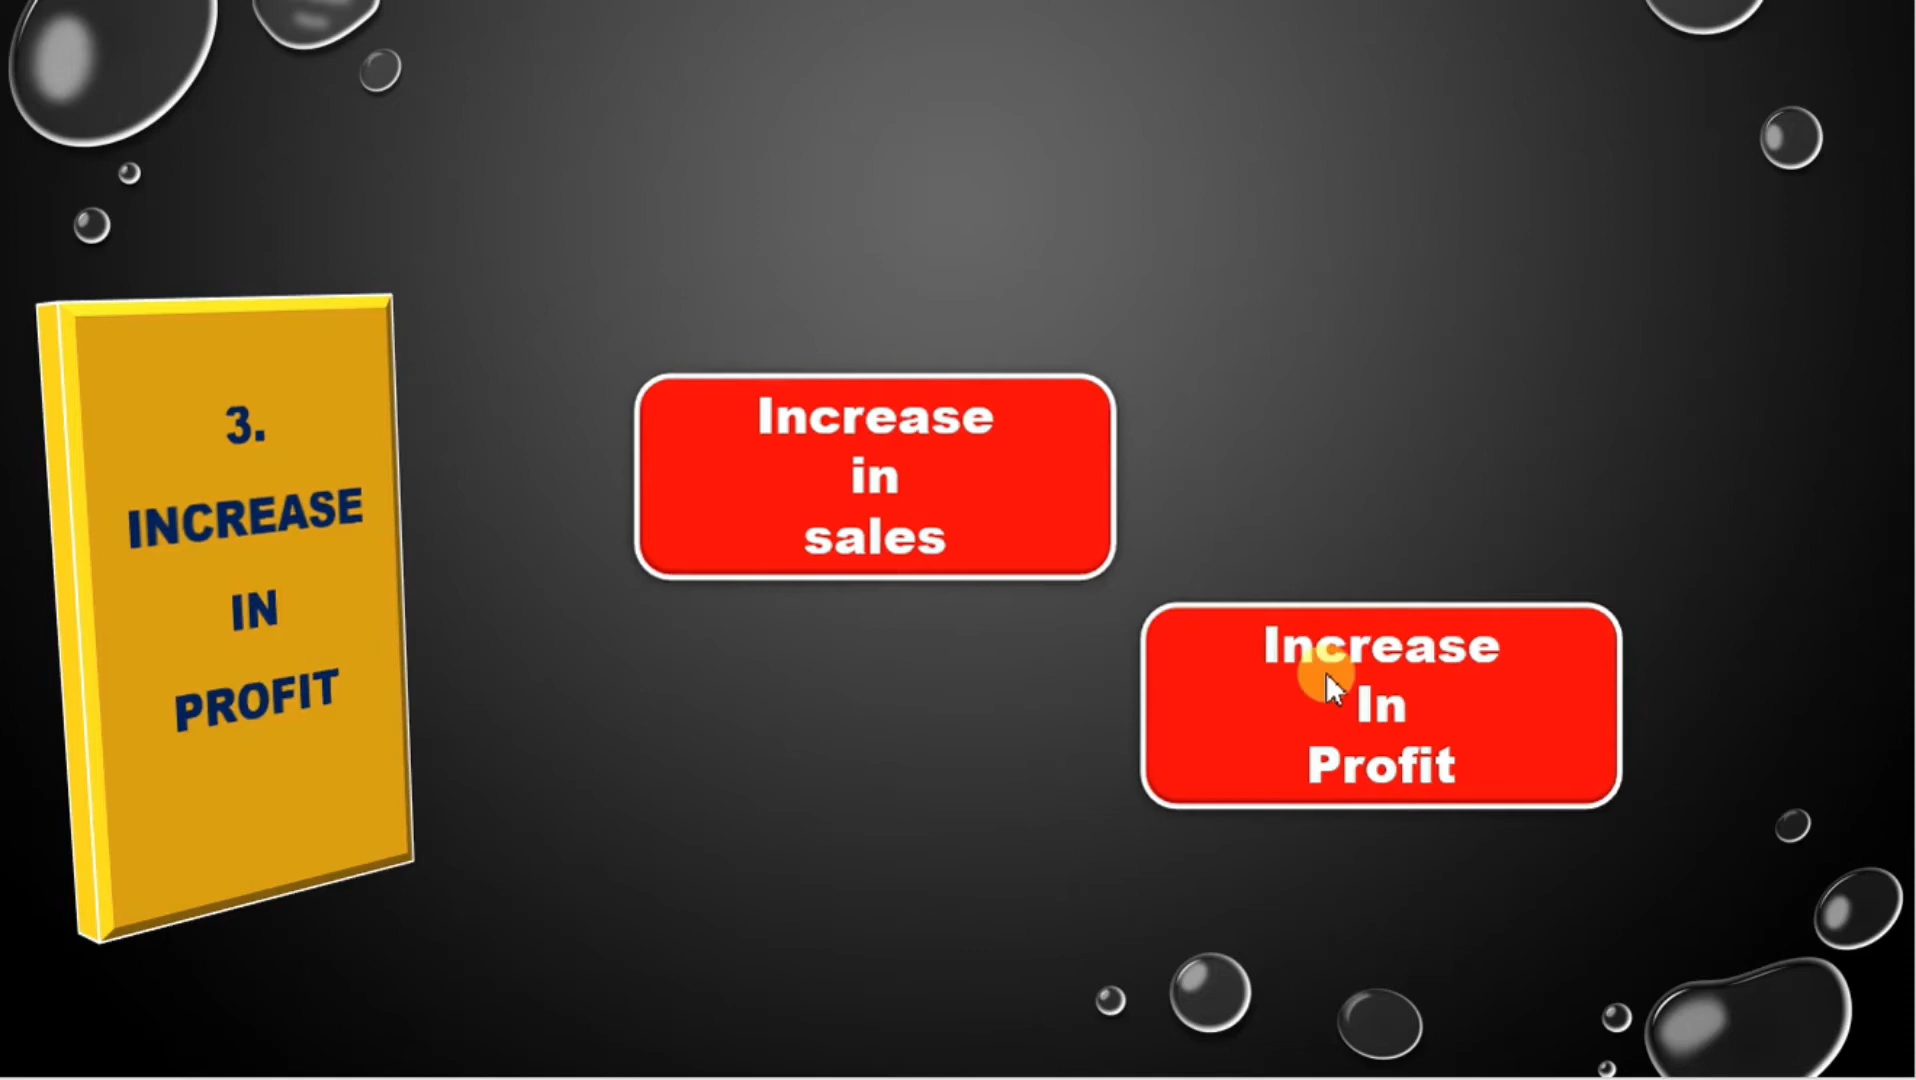 3.
INCREASE
IN
PROFIT
Increase
in
sales
Increase
In
Profit